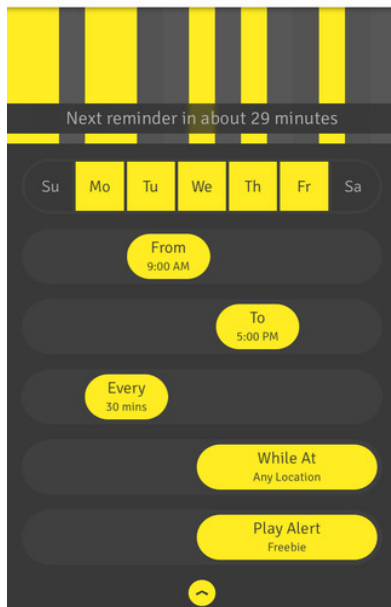 Next reminder in about 29 minutes
Su Mo Tu We Th Fr Sa
From
9:00 AM
To
5:00 PM
Every
30 mins
While At
Any Location
Play Alert
Freebie